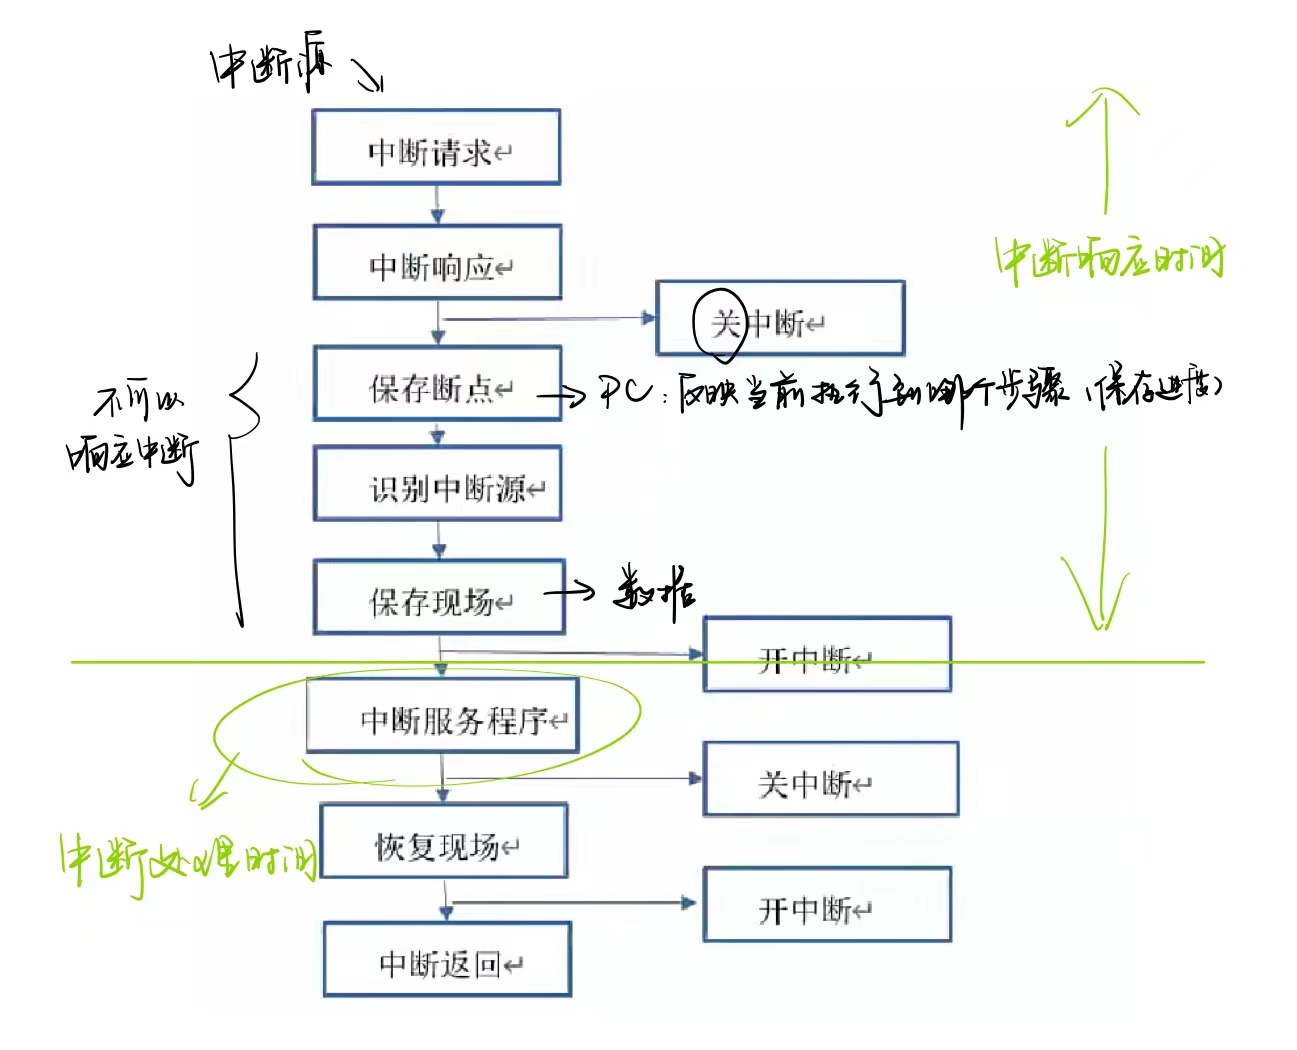 中断源
中断请求↵
中断响应↵
中断响应时间
关中断↵
保存断点↵
PC：反映当前执行到哪个步骤（保存进度）
不可以
响应中断
识别中断源↵
保存现场↵
数据
开中断↵
中断服务程序↵
关中断↵
中断处理时间
恢复现场↵
开中断↵
中断返回↵